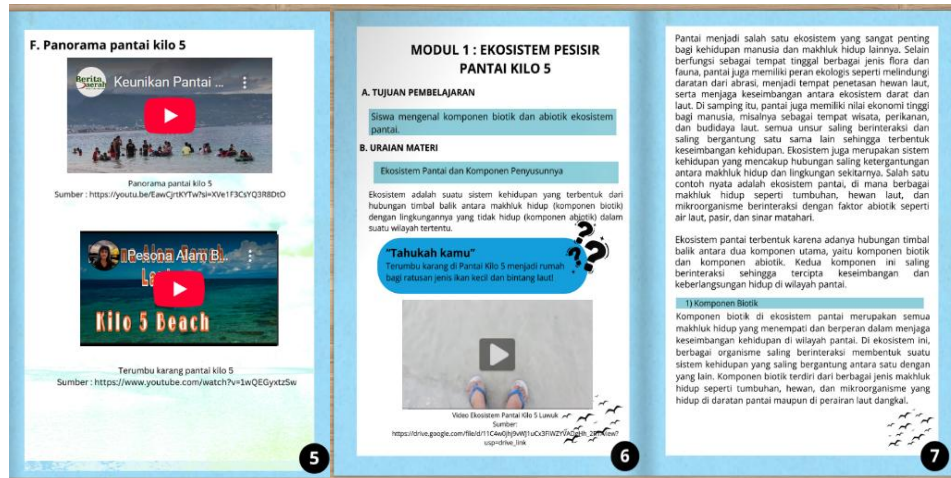 F. Panorama pantai kilo 5
Berita
Daerah
Keunikan Pantai ...
Panorama pantai kilo 5
Sumber : https://youtu.be/EawCjrtKYTw?si=XVe1F3CsYQ3R8DtO
Pesona Alam B...
Kilo 5 Beach
Terumbu karang pantai kilo 5
Sumber : https://www.youtube.com/watch?v=1wQEGyxtzSw
5
MODUL 1 : EKOSISTEM PESISIR
PANTAI KILO 5
A. TUJUAN PEMBELAJARAN
Siswa mengenal komponen biotik dan abiotik ekosistem
pantai.
B. URAIAN MATERI
Ekosistem Pantai dan Komponen Penyusunnya
Ekosistem adalah suatu sistem kehidupan yang terbentuk dari
hubungan timbal balik antara makhluk hidup (komponen biotik)
dengan lingkungannya yang tidak hidup (komponen abiotik) dalam
suatu wilayah tertentu.
???
"Tahukah kamu"
Terumbu karang di Pantai Kilo 5 menjadi rumah
bagi ratusan jenis ikan kecil dan bintang laut!
Video Ekosistem Pantai Kilo 5 Luwuk
Sumber:
usp=drive_link
6
Pantai menjadi salah satu ekosistem yang sangat penting
bagi kehidupan manusia dan makhluk hidup lainnya. Selain
berfungsi sebagai tempat tinggal berbagai jenis flora dan
fauna, pantai juga memiliki peran ekologis seperti melindungi
daratan dari abrasi, menjadi tempat penetasan hewan laut,
serta menjaga keseimbangan antara ekosistem darat dan
laut. Di samping itu, pantai juga memiliki nilai ekonomi tinggi
bagi manusia, misalnya sebagai tempat wisata, perikanan,
dan budidaya laut. semua unsur saling berinteraksi dan
saling bergantung satu sama lain sehingga terbentuk
keseimbangan kehidupan. Ekosistem juga merupakan sistem
kehidupan yang mencakup hubungan saling ketergantungan
antara makhluk hidup dan lingkungan sekitarnya. Salah satu
contoh nyata adalah ekosistem pantai, di mana berbagai
makhluk hidup seperti tumbuhan, hewan laut, dan
mikroorganisme berinteraksi dengan faktor abiotik seperti
air laut, pasir, dan sinar matahari.
Ekosistem pantai terbentuk karena adanya hubungan timbal
balik antara dua komponen utama, yaitu komponen biotik
dan komponen abiotik. Kedua komponen ini saling
berinteraksi sehingga tercipta keseimbangan dan
keberlangsungan hidup di wilayah pantai.
1) Komponen Biotik
Komponen biotik di ekosistem pantai merupakan semua
makhluk hidup yang menempati dan berperan dalam menjaga
keseimbangan kehidupan di wilayah pantai. Di ekosistem ini,
berbagai organisme saling berinteraksi membentuk suatu
sistem kehidupan yang saling bergantung antara satu dengan
yang lain. Komponen biotik terdiri dari berbagai jenis makhluk
hidup seperti tumbuhan, hewan, dan mikroorganisme yang
hidup di daratan pantai maupun di perairan laut dangkal.
7